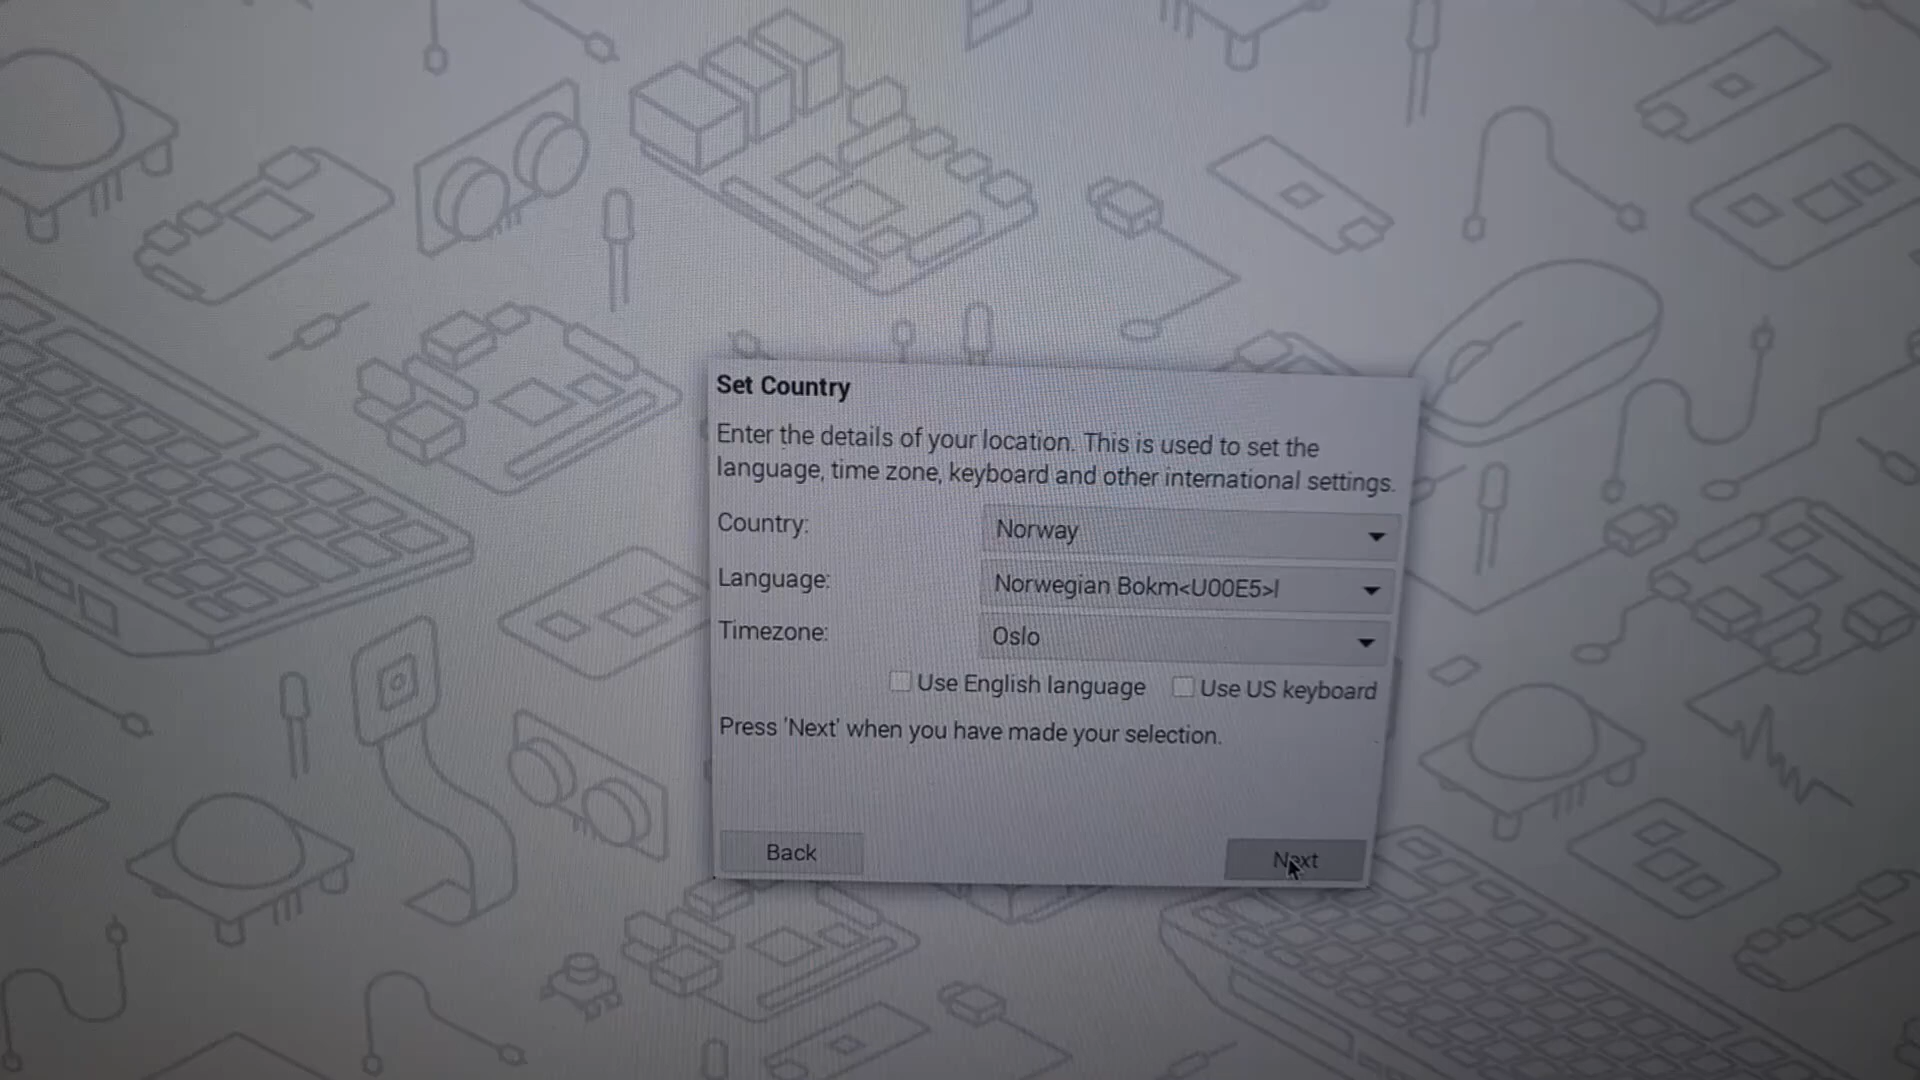 Set Country
Enter the details of your location. This is used to set the
language, time zone, keyboard and other international settings.
Country: Norway
Language: Norwegian Bokm<U00E5>l
Timezone: Oslo
Use English language Use US keyboard
Press 'Next' when you have made your selection.
Back Next